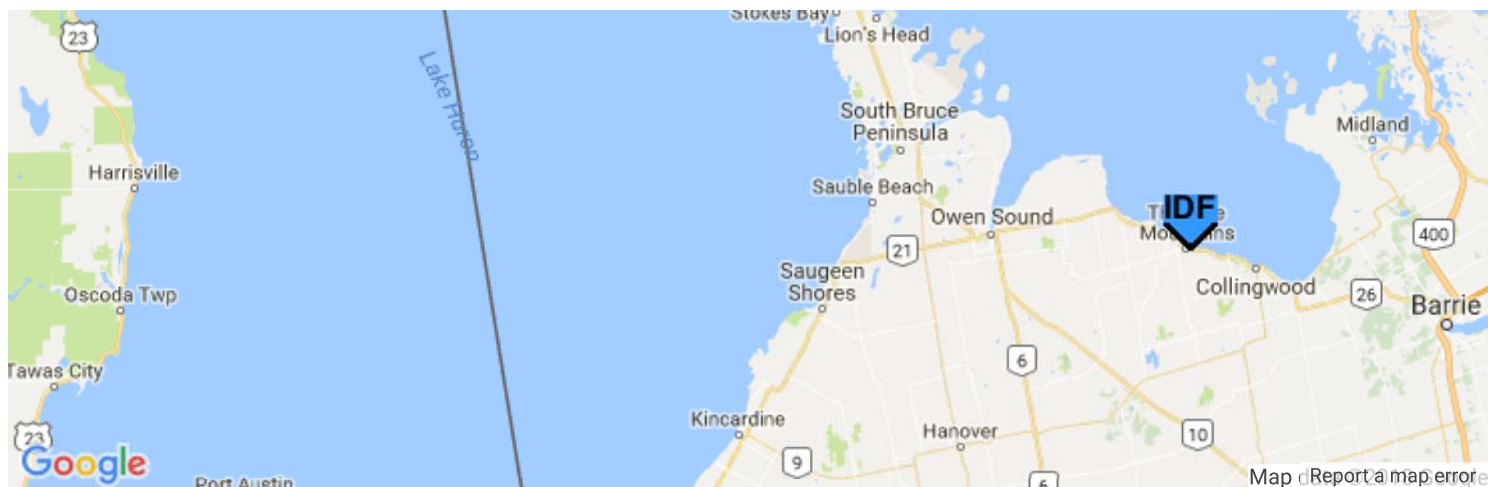 Stokes Bay
Lion's Head
23
Lake Huron
South Bruce
Peninsula
Midland
Harrisville
Sauble Beach
IDF
Owen Sound
400
21
Saugeen
Shores
Collingwood
26
Oscoda Twp
Barrie
6
Tawas City
Kincardine
Hanover
10
23
Google
9
Port Austin
6
Map
Report a map error